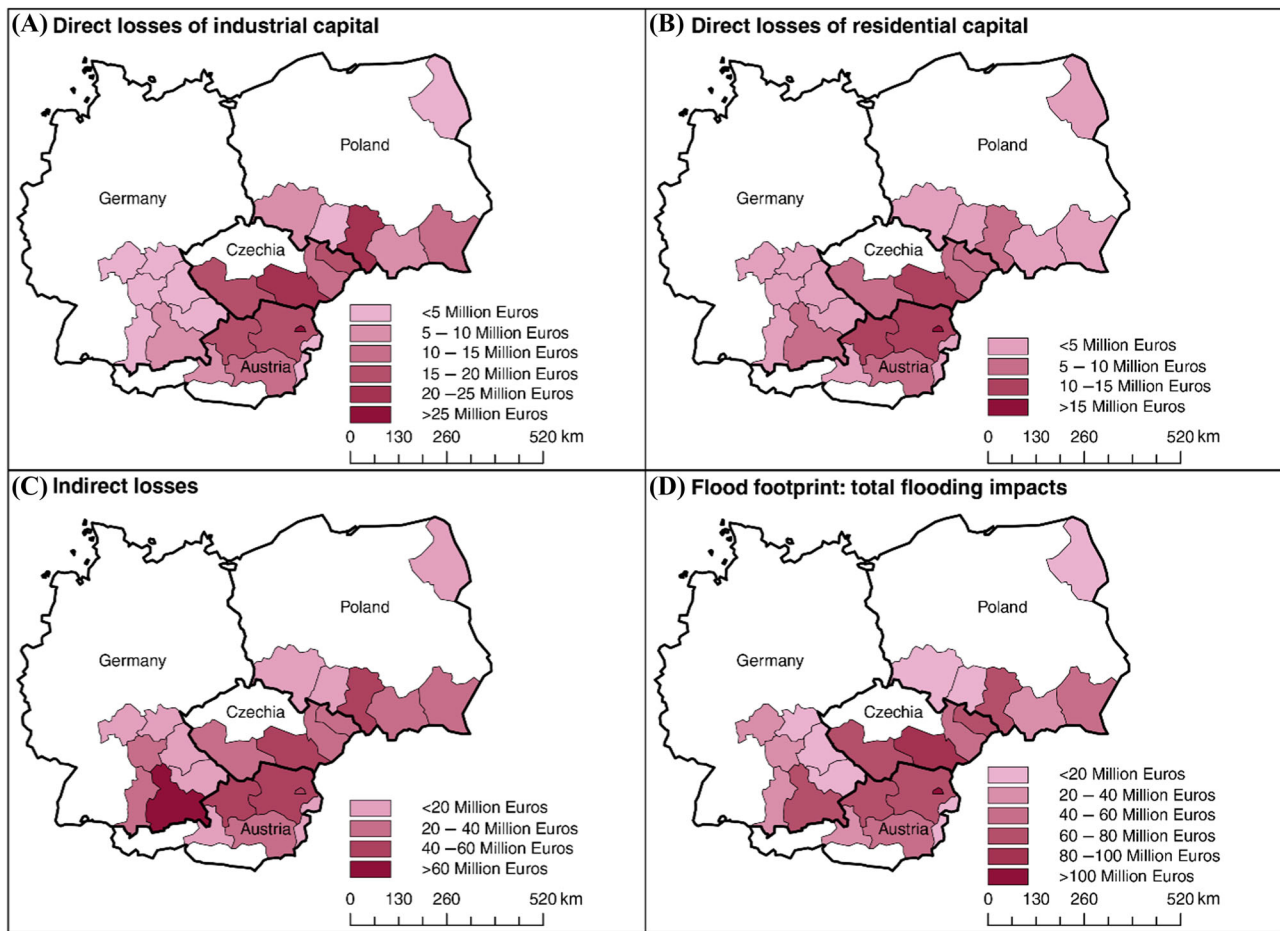 (A) Direct losses of industrial capital
Poland
Germany
Czechia
Austria
<5 Million Euros
5 – 10 Million Euros
10 – 15 Million Euros
15 – 20 Million Euros
20 –25 Million Euros
>25 Million Euros
0 130 260 520 km
(B) Direct losses of residential capital
Poland
Germany
Czechia
Austria
<5 Million Euros
5 – 10 Million Euros
10 –15 Million Euros
>15 Million Euros
0 130 260 520 km
(C) Indirect losses
Poland
Germany
Czechia
Austria
<20 Million Euros
20 – 40 Million Euros
40 –60 Million Euros
>60 Million Euros
0 130 260 520 km
(D) Flood footprint: total flooding impacts
Poland
Germany
Czechia
Austria
<20 Million Euros
20 – 40 Million Euros
40 – 60 Million Euros
60 – 80 Million Euros
80 –100 Million Euros
>100 Million Euros
0 130 260 520 km